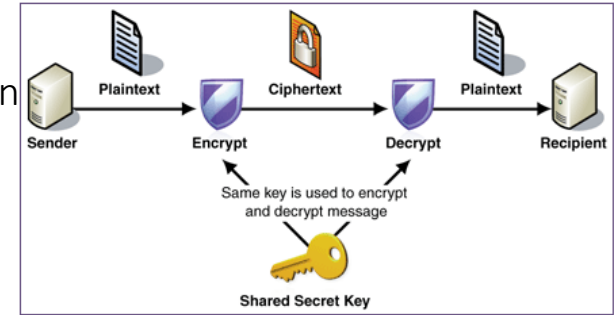 Plaintext
Ciphertext
Plaintext
n
Sender
Encrypt
Decrypt
Recipient
Same key is used to encrypt
and decrypt message
Shared Secret Key